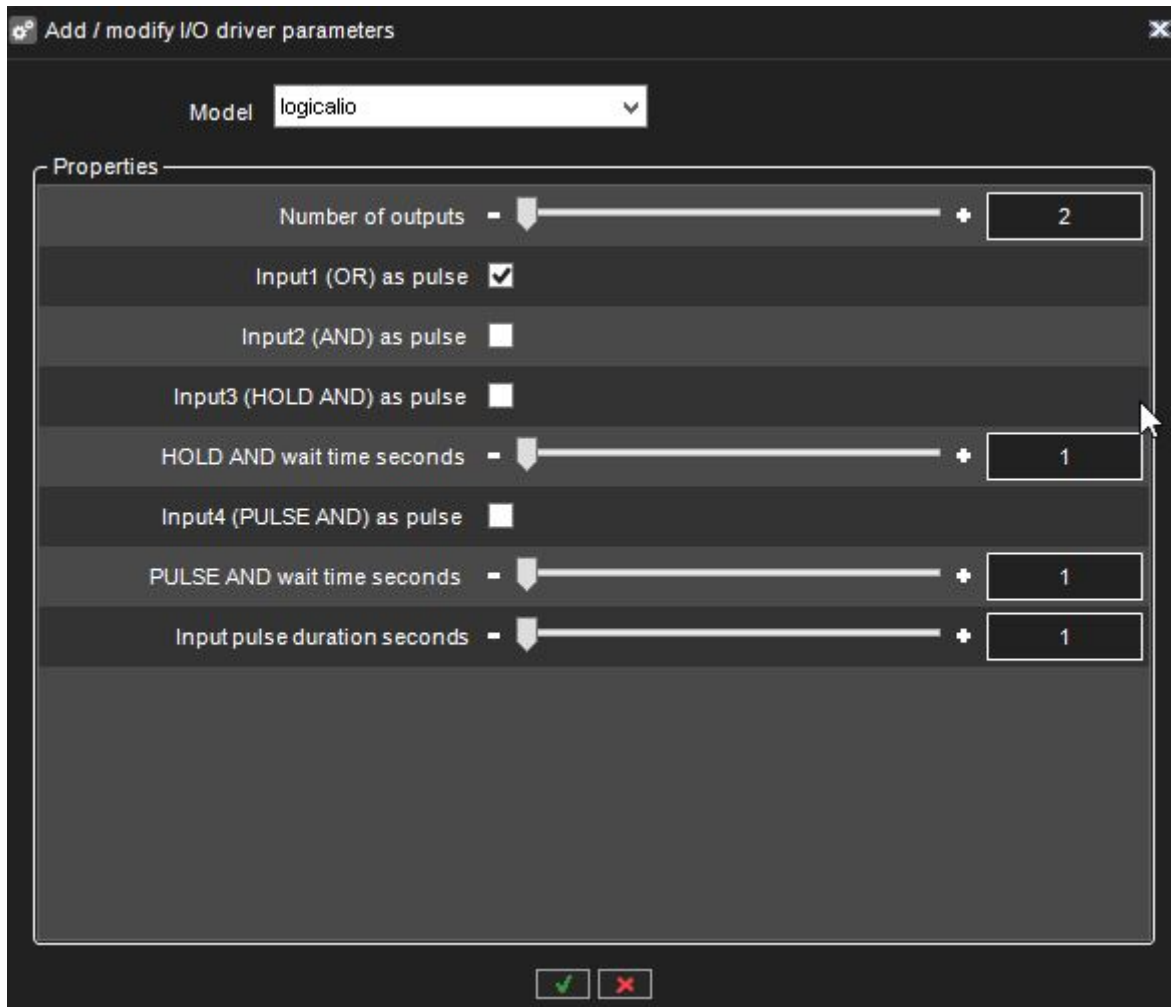 Add / modify I/O driver parameters
Model logicalio
Properties
Number of outputs - + 2
Input1 (OR) as pulse
Input2 (AND) as pulse
Input3 (HOLD AND) as pulse
HOLD AND wait time seconds - + 1
Input4 (PULSE AND) as pulse
PULSE AND wait time seconds - + 1
Input pulse duration seconds - + 1